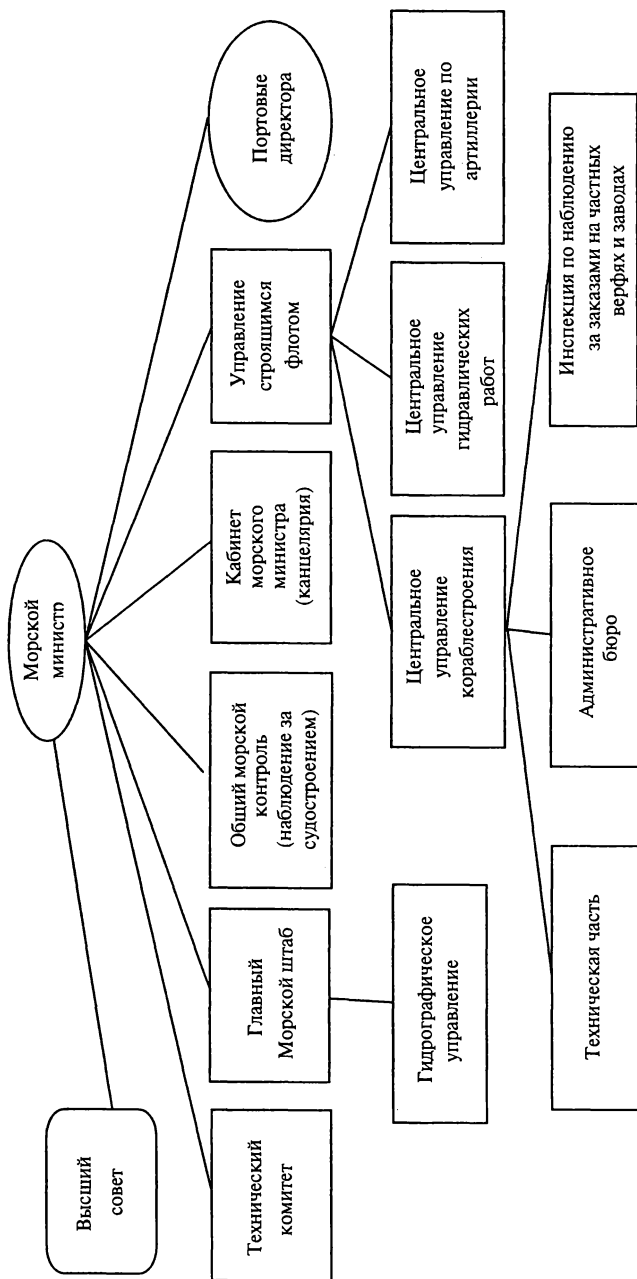 Морской
министр
Высший
совет
Технический
комитет
Главный
Морской штаб
Общий морской
контроль
(наблюдение за
судостроением)
Кабинет
морского
министра
(канцелярия)
Управление
строящимся
флотом
Портовые
директора
Гидрографическое
управление
Центральное
управление
кораблестроения
Центральное
управление
гидравлических
работ
Центральное
управление по
артиллерии
Техническая часть
Административное
бюро
Инспекция по наблюдению
за заказами на частных
верфях и заводах